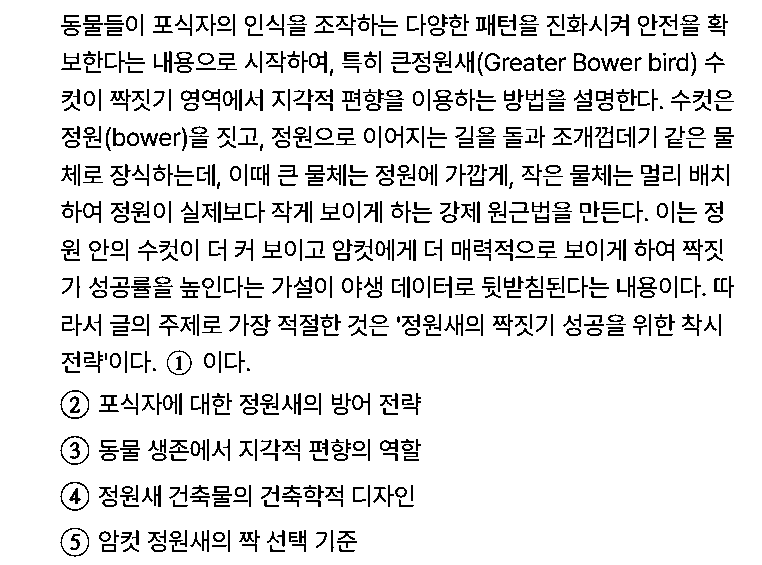 동물들이 포식자의 인식을 조작하는 다양한 패턴을 진화시켜 안전을 확
보한다는 내용으로 시작하여, 특히 큰정원새(Greater Bower bird) 수
컷이 짝짓기 영역에서 지각적 편향을 이용하는 방법을 설명한다. 수컷은
정원(bower)을 짓고, 정원으로 이어지는 길을 돌과 조개껍데기 같은 물
체로 장식하는데, 이때 큰 물체는 정원에 가깝게, 작은 물체는 멀리 배치
하여 정원이 실제보다 작게 보이게 하는 강제 원근법을 만든다. 이는 정
원 안의 수컷이 더 커 보이고 암컷에게 더 매력적으로 보이게 하여 짝짓
기 성공률을 높인다는 가설이 야생 데이터로 뒷받침된다는 내용이다. 따
라서 글의 주제로 가장 적절한 것은 '정원새의 짝짓기 성공을 위한 착시
전략'이다. ① 이다.
② 포식자에 대한 정원새의 방어 전략
③ 동물 생존에서 지각적 편향의 역할
④ 정원새 건축물의 건축학적 디자인
⑤ 암컷 정원새의 짝 선택 기준